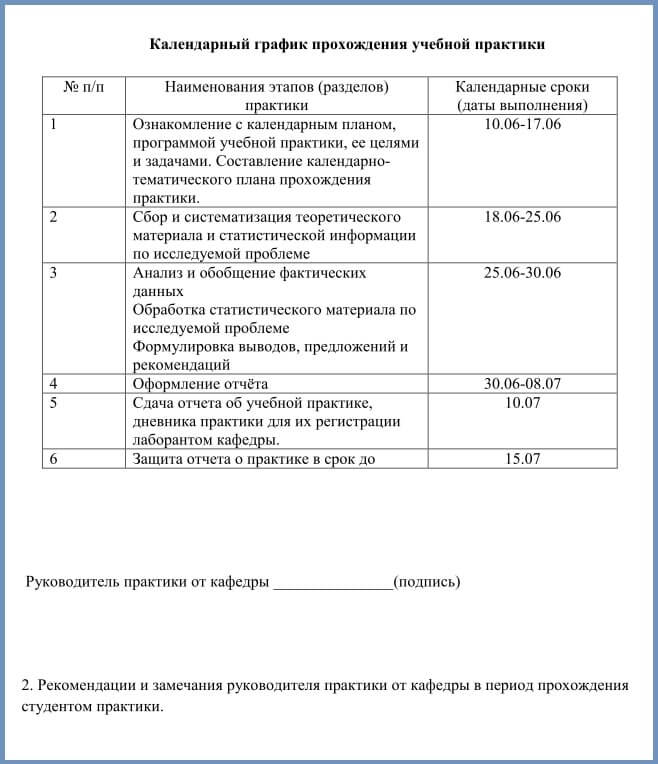 Календарный график прохождения учебной практики
№ п/п
Наименования этапов (разделов)
практики
Календарные сроки
(даты выполнения)
1
Ознакомление с календарным планом,
программой учебной практики, ее целями
и задачами. Составление календарно-
тематического плана прохождения
практики.
10.06-17.06
2
Сбор и систематизация теоретического
материала и статистической информации
по исследуемой проблеме
18.06-25.06
3
Анализ и обобщение фактических
данных
Обработка статистического материала по
исследуемой проблеме
Формулировка выводов, предложений и
рекомендаций
25.06-30.06
4
Оформление отчёта
30.06-08.07
5
Сдача отчета об учебной практике,
дневника практики для их регистрации
лаборантом кафедры.
10.07
6
Защита отчета о практике в срок до
15.07
Руководитель практики от кафедры _______________(подпись)
2. Рекомендации и замечания руководителя практики от кафедры в период прохождения
студентом практики.